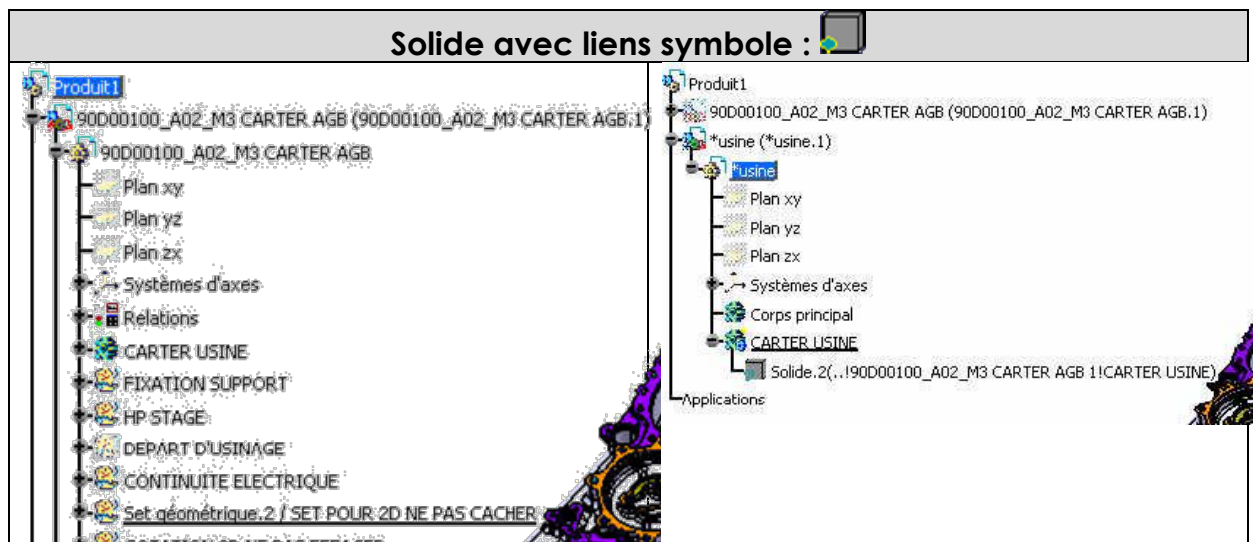 Solide avec liens symbole :
Produit1
90D00100_A02_M3 CARTER AGB (90D00100_A02_M3 CARTER AGB.1)
90D00100_A02_M3 CARTER AGB
Plan xy
Plan yz
Plan zx
Systèmes d'axes
Relations
CARTER USINE
FIXATION SUPPORT
HP STAGE
DEPART D'USINAGE
CONTINUITE ELECTRIQUE
Set géométrique.2 / SET POUR 2D NE PAS CACHER
Produit1
90D00100_A02_M3 CARTER AGB (90D00100_A02_M3 CARTER AGB.1)
*usine (*usine.1)
*usine
Plan xy
Plan yz
Plan zx
Systèmes d'axes
Corps principal
CARTER USINE
Solide.2(..!90D00100_A02_M3 CARTER AGB 1!CARTER USINE)
Applications